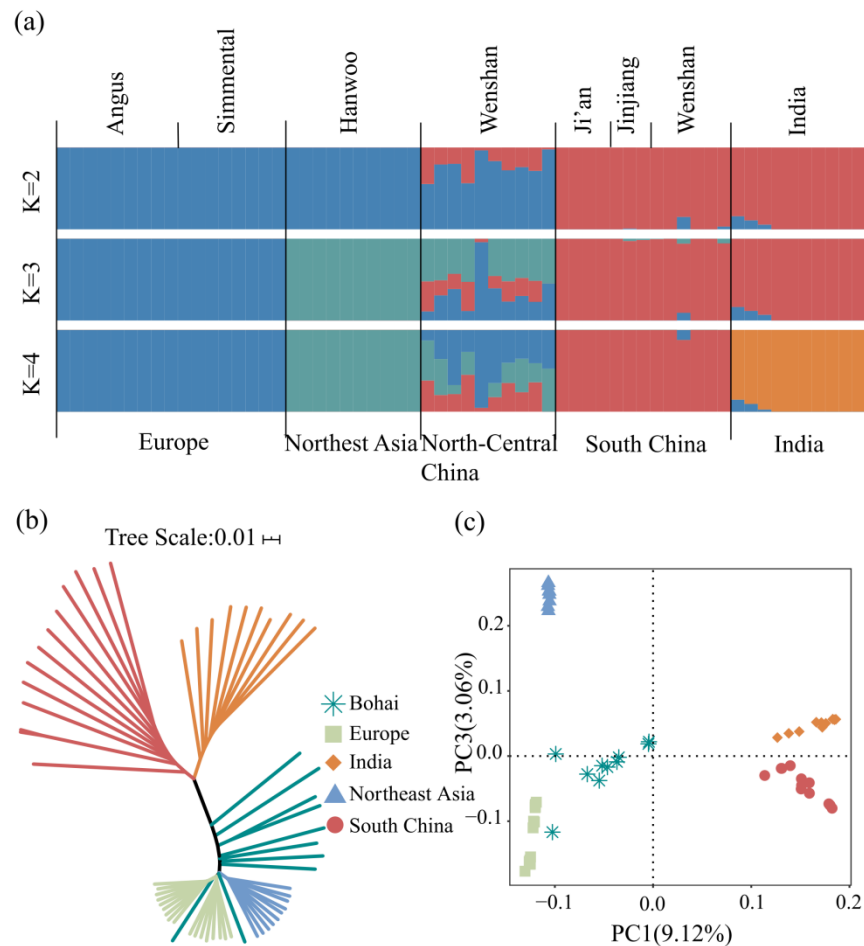 (a)
Angus
Simmental
Hanwoo
Wenshan
Ji'an
Jinjiang
Wenshan
India
K=2
K=3
K=4
Europe
Northest Asia
North-Central
China
South China
India
(b)
Tree Scale:0.01
Bohai
Europe
India
Northeast Asia
South China
(c)
PC3(3.06%)
0.2
0.1
0.0
−0.1
−0.1
0.0
0.1
0.2
PC1(9.12%)